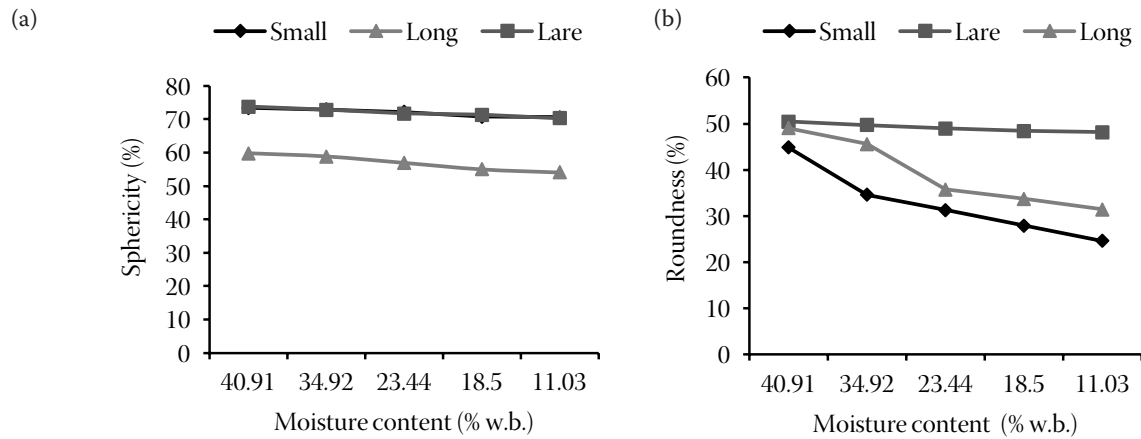 (a)
Small Long Lare
80
70
60
50
40
30
20
10
0
Sphericity (%)
40.91 34.92 23.44 18.5 11.03
Moisture content (% w.b.)
(b)
Small Lare Long
60
50
40
30
20
10
0
Roundness (%)
40.91 34.92 23.44 18.5 11.03
Moisture content (% w.b.)